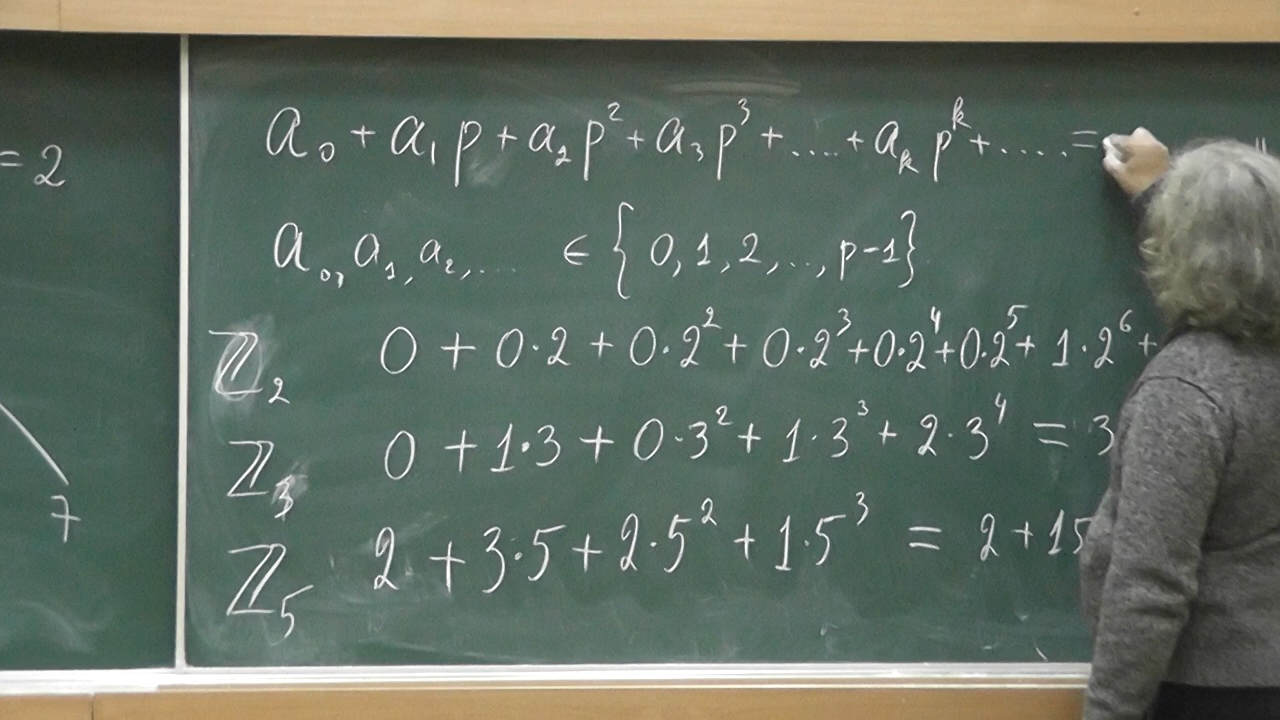 = 2
7
a₀ + a₁p + a₂p² + a₃p³ + .... + aₖpᵏ + ..... =
a₀, a₁, a₂, ... ∈ {0, 1, 2, .., p-1}
ℤ₂ 0 + 0·2 + 0·2² + 0·2³ + 0·2⁴ + 0·2⁵ + 1·2⁶ +
ℤ₃ 0 + 1·3 + 0·3² + 1·3³ + 2·3⁴ = 3
ℤ₅ 2 + 3·5 + 2·5² + 1·5³ = 2 + 15